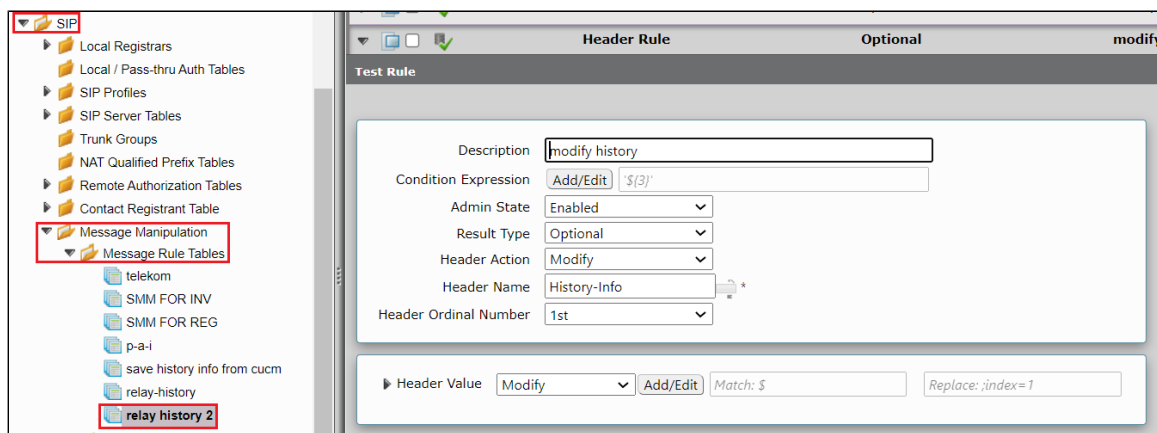 SIP
Local Registrars
Local / Pass-thru Auth Tables
SIP Profiles
SIP Server Tables
Trunk Groups
NAT Qualified Prefix Tables
Remote Authorization Tables
Contact Registrant Table
Message Manipulation
Message Rule Tables
telekom
SMM FOR INV
SMM FOR REG
p-a-i
save history info from cucm
relay-history
relay history 2
Header Rule Optional modify
Test Rule
Description modify history
Condition Expression Add/Edit '${3}'
Admin State Enabled
Result Type Optional
Header Action Modify
Header Name History-Info *
Header Ordinal Number 1st
Header Value Modify Add/Edit Match: $ Replace: ;index=1